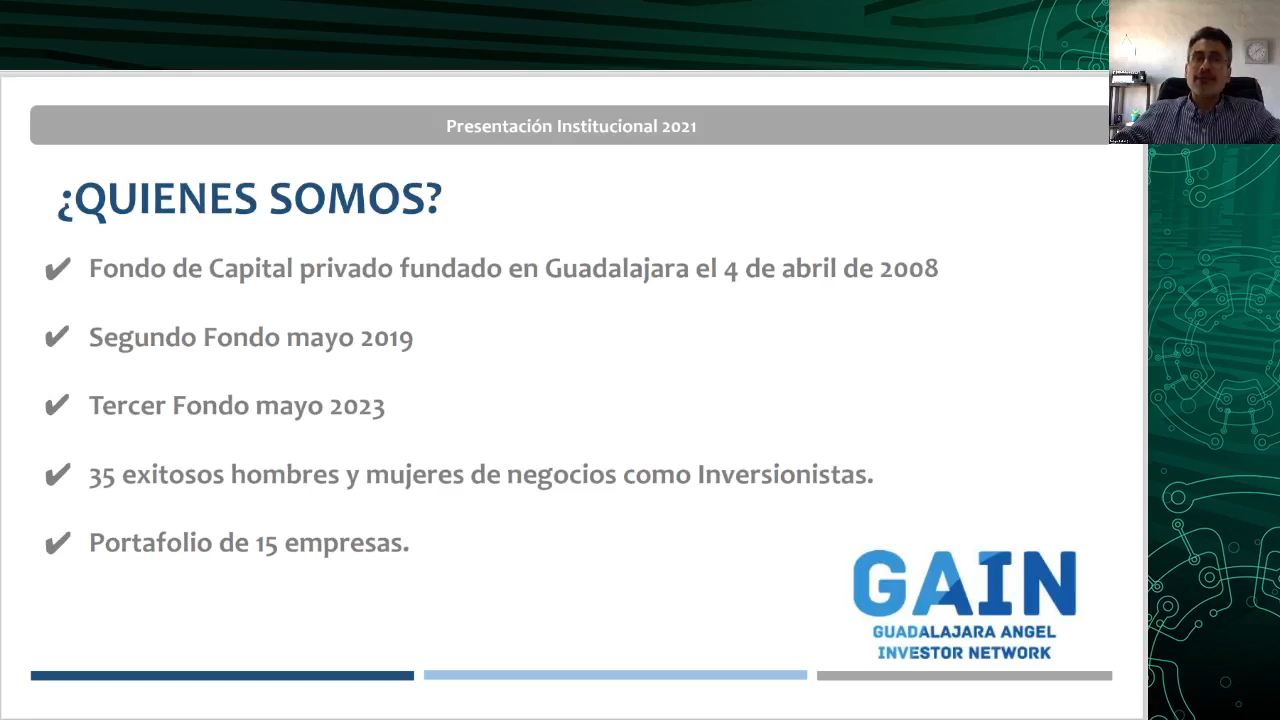 Presentación Institucional 2021
¿QUIENES SOMOS?
✔ Fondo de Capital privado fundado en Guadalajara el 4 de abril de 2008
✔ Segundo Fondo mayo 2019
✔ Tercer Fondo mayo 2023
✔ 35 exitosos hombres y mujeres de negocios como Inversionistas.
✔ Portafolio de 15 empresas.
GAIN
GUADALAJARA ANGEL
INVESTOR NETWORK